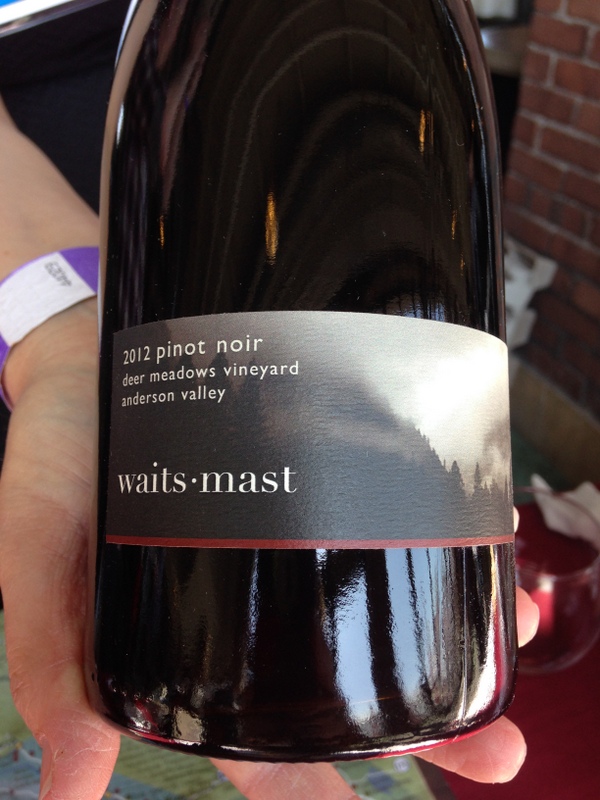 2012 pinot noir
deer meadows vineyard
anderson valley
waits·mast